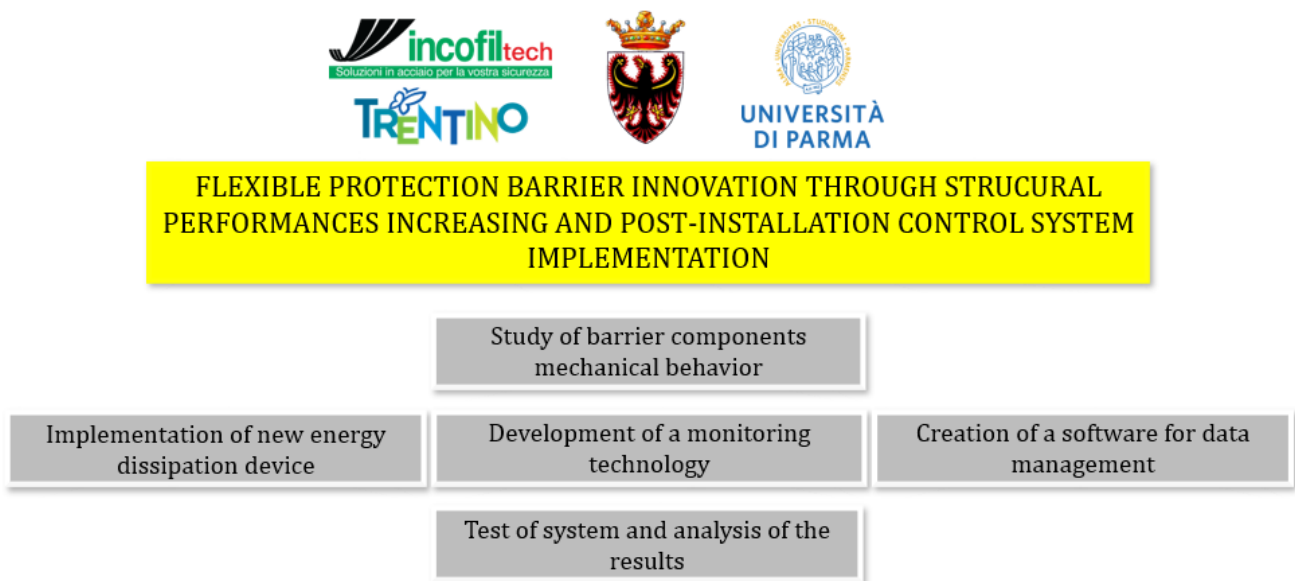 incofiltech
Soluzioni in acciaio per la vostra sicurezza
TRENTINO
UNIVERSITÀ
DI PARMA
FLEXIBLE PROTECTION BARRIER INNOVATION THROUGH STRUCURAL
PERFORMANCES INCREASING AND POST-INSTALLATION CONTROL SYSTEM
IMPLEMENTATION
Study of barrier components
mechanical behavior
Implementation of new energy
dissipation device
Development of a monitoring
technology
Creation of a software for data
management
Test of system and analysis of the
results